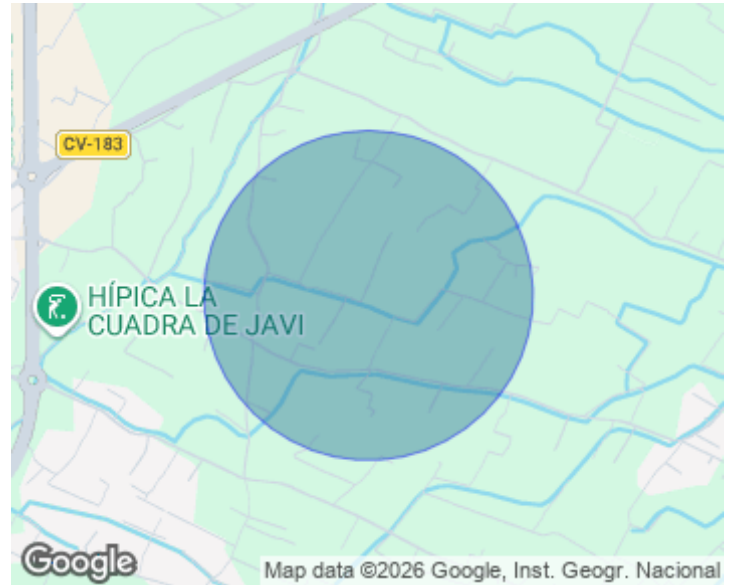 CV-183
HÍPICA LA
CUADRA DE JAVI
Google
Map data ©2026 Google, Inst. Geogr. Nacional